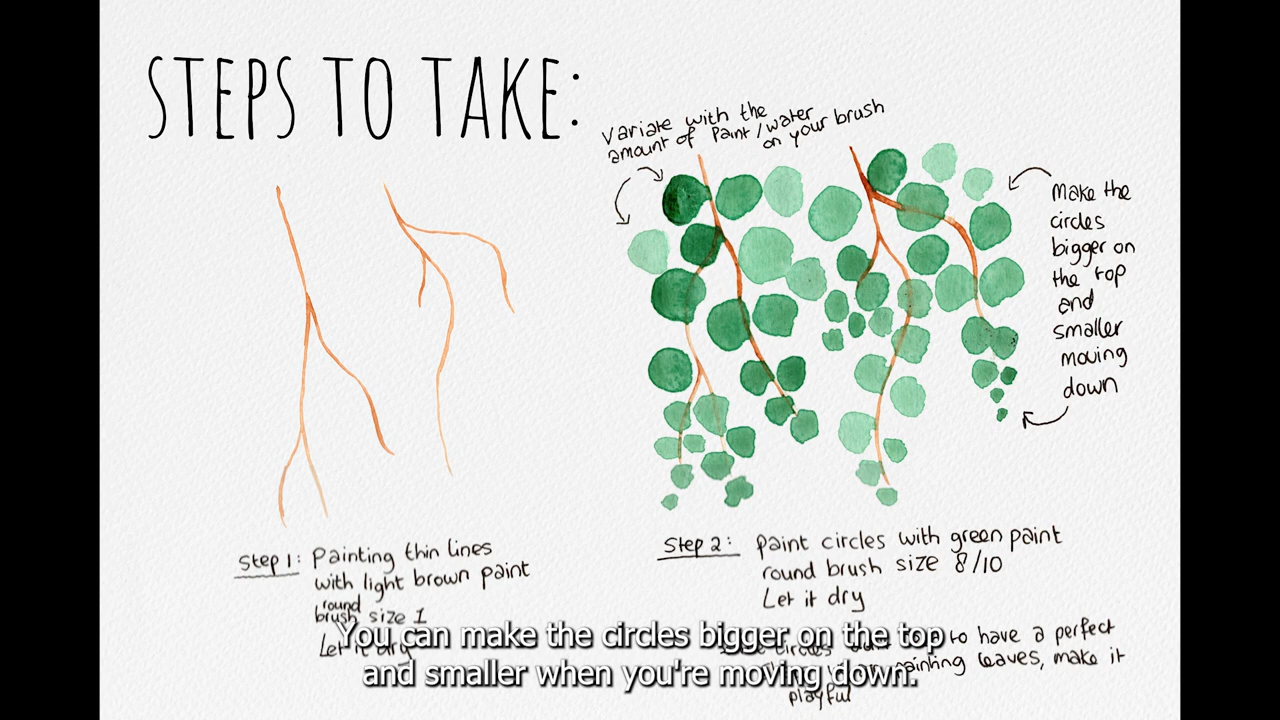 STEPS TO TAKE:
Variate with the
amount of Paint / water
on your brush
Make the
circles
bigger on
the top
and
smaller
moving
down
Step 1: Painting thin lines
with light brown paint
round
brush size 1
Let it dry
Step 2: Paint circles with green paint
round brush size 8/10
Let it dry
circles to have a perfect
painting leaves, make it
playful
You can make the circles bigger on the top
and smaller when you're moving down.